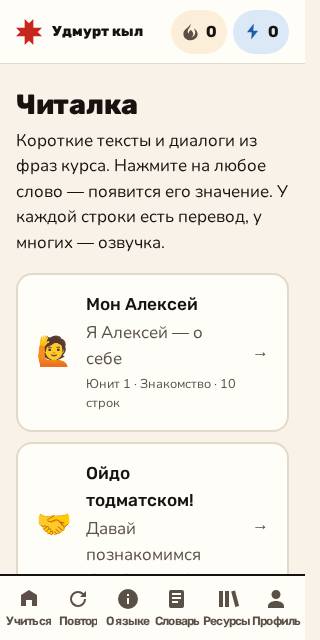 Удмурт кыл
0
0
Читалка
Короткие тексты и диалоги из
фраз курса. Нажмите на любое
слово — появится его значение. У
каждой строки есть перевод, у
многих — озвучка.
Мон Алексей
Я Алексей — о
себе
→
Юнит 1 · Знакомство · 10
строк
Ойдо
тодматском!
Давай
познакомимся
→
Учиться
Повтор
О языке
Словарь
Ресурсы
Профиль